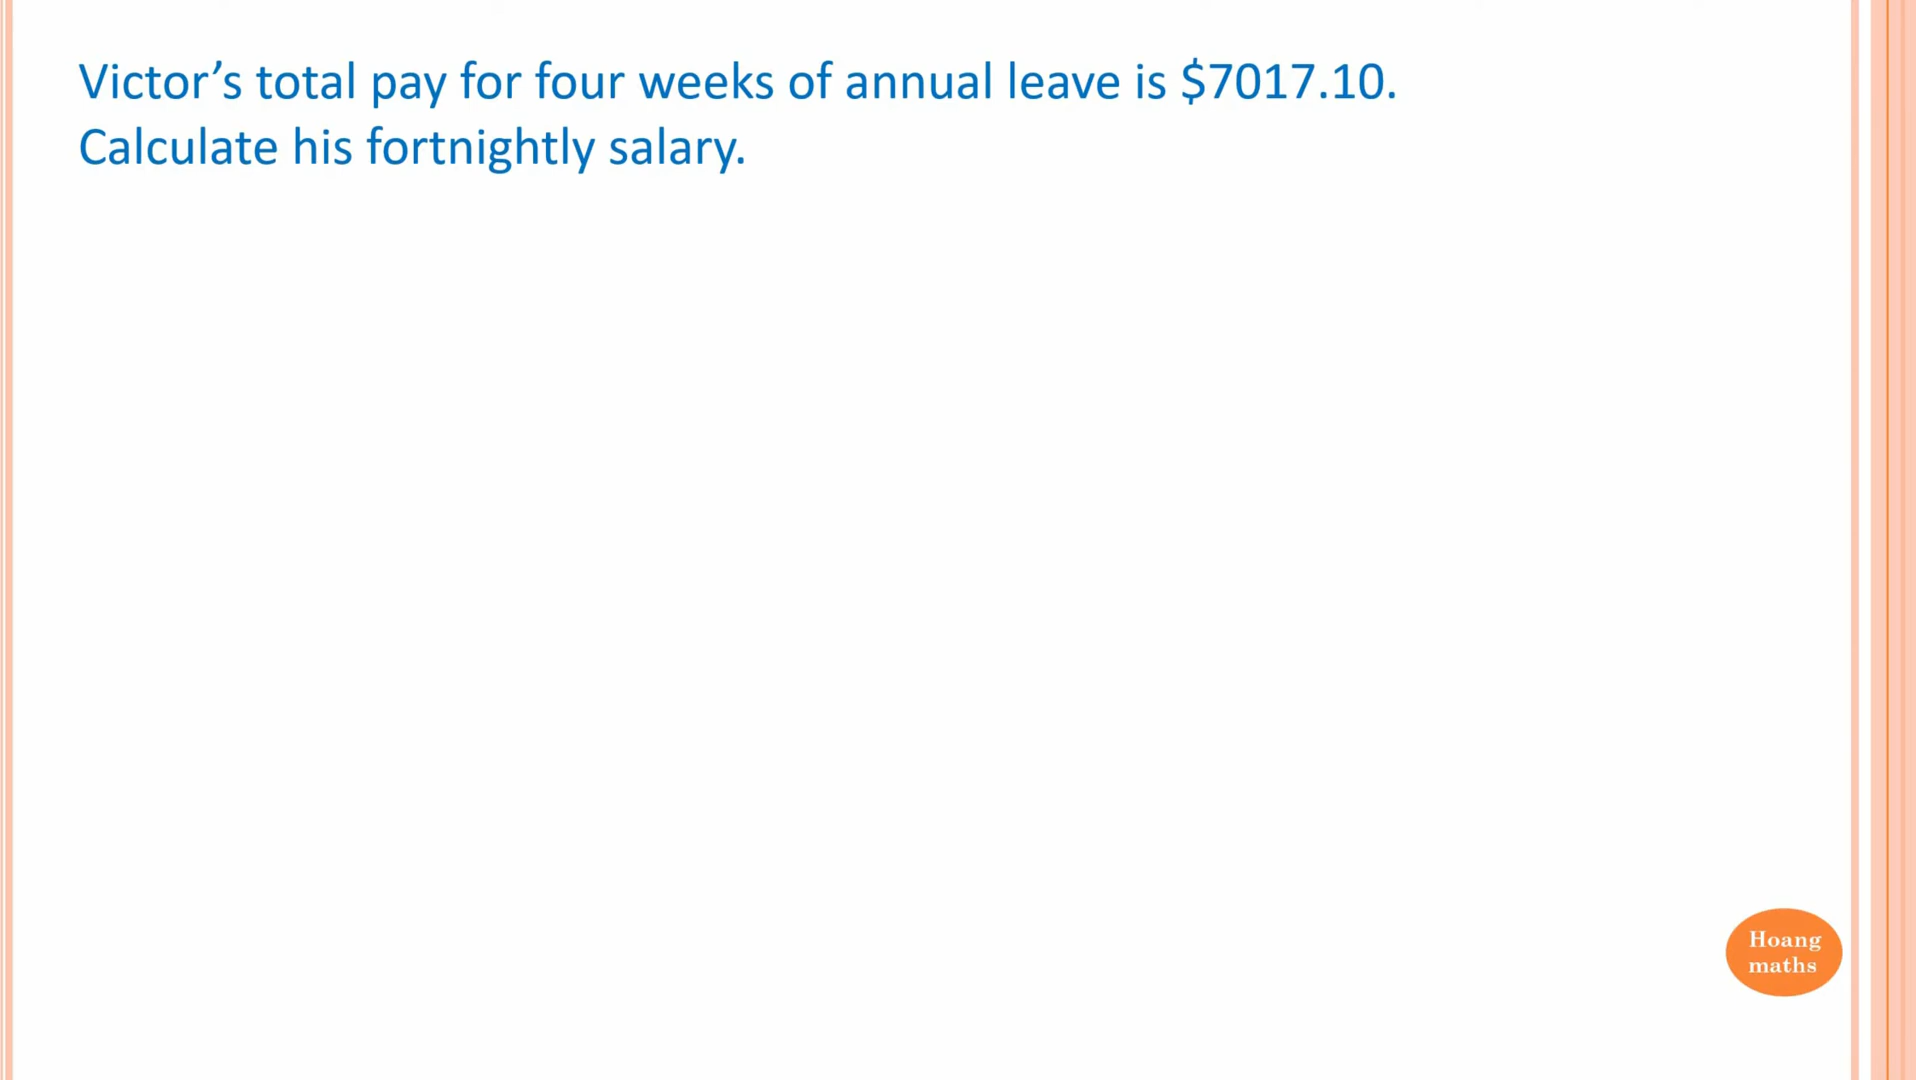 Victor’s total pay for four weeks of annual leave is $7017.10.
Calculate his fortnightly salary.
Hoang
maths